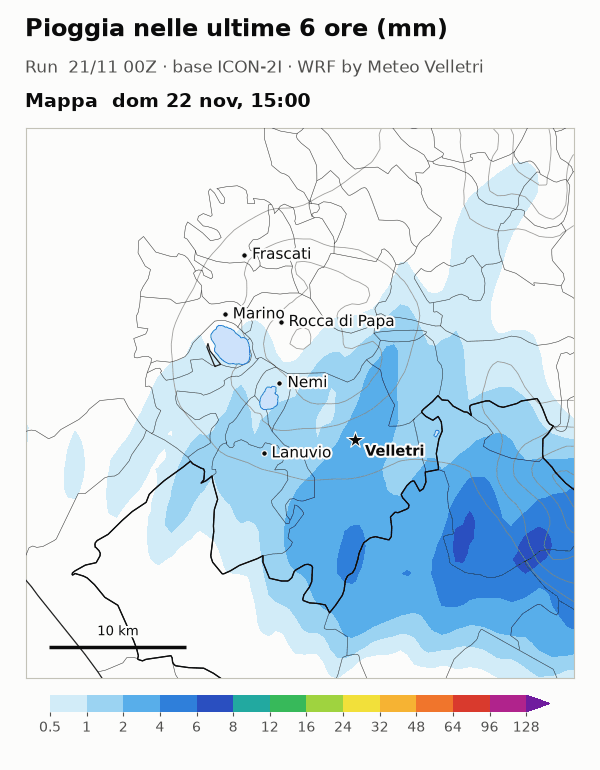 Pioggia nelle ultime 6 ore (mm)
Run  21/11 00Z · base ICON-2I · WRF by Meteo Velletri
Mappa  dom 22 nov, 15:00
Frascati
Marino
Rocca di Papa
Nemi
Velletri
Lanuvio
10 km
0.5 1 2 4 6 8 12 16 24 32 48 64 96 128